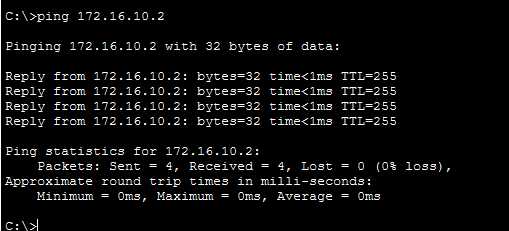 C:\>ping 172.16.10.2
Pinging 172.16.10.2 with 32 bytes of data:
Reply from 172.16.10.2: bytes=32 time<1ms TTL=255
Reply from 172.16.10.2: bytes=32 time<1ms TTL=255
Reply from 172.16.10.2: bytes=32 time<1ms TTL=255
Reply from 172.16.10.2: bytes=32 time<1ms TTL=255
Ping statistics for 172.16.10.2:
    Packets: Sent = 4, Received = 4, Lost = 0 (0% loss),
Approximate round trip times in milli-seconds:
    Minimum = 0ms, Maximum = 0ms, Average = 0ms
C:\>